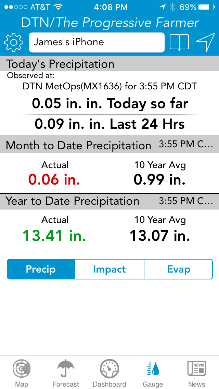 ●●○○○ AT&T 4:08 PM 69%
DTN/The Progressive Farmer
James s iPhone
Today's Precipitation
Observed at:
DTN MetOps(MX1636) for 3:55 PM CDT
0.05 in. in. Today so far
0.09 in. in. Last 24 Hrs
Month to Date Precipitation 3:55 PM C...
Actual 10 Year Avg
0.06 in. 0.99 in.
Year to Date Precipitation 3:55 PM C...
Actual 10 Year Avg
13.41 in. 13.07 in.
Precip Impact Evap
Map Forecast Dashboard Gauge News